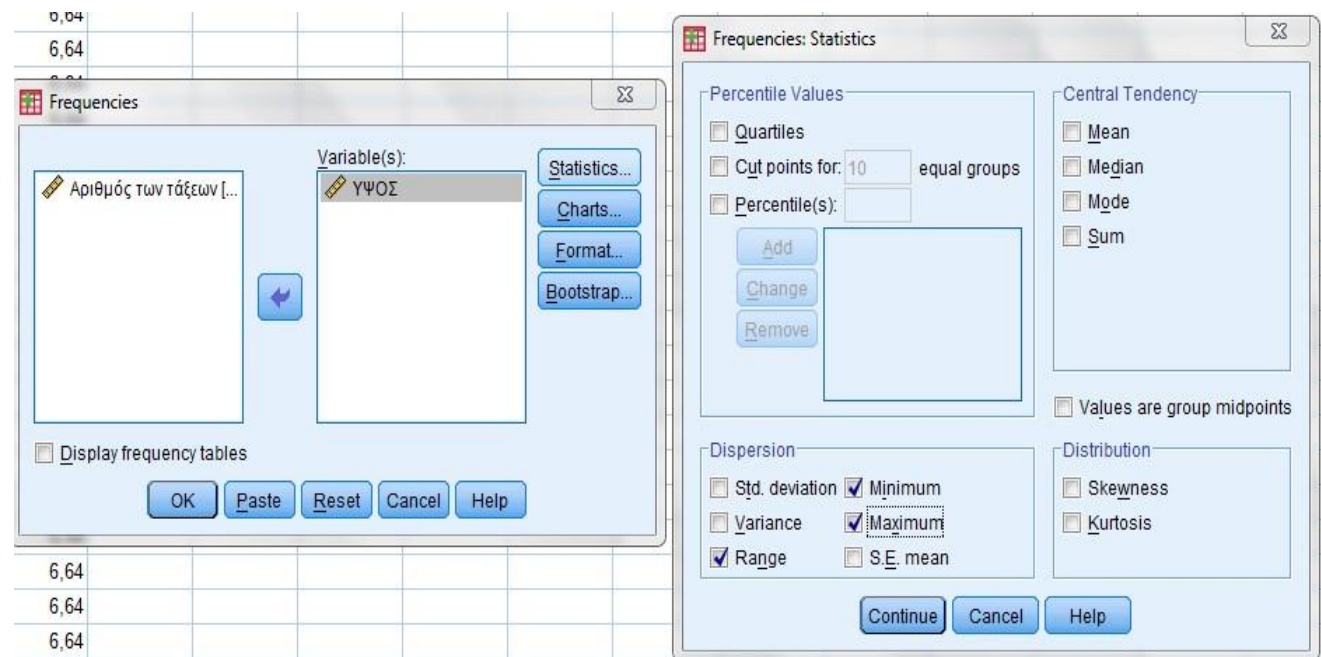 6,64
6,64
Frequencies
Variable(s):
Αριθμός των τάξεων [...
ΥΨΟΣ
Statistics...
Charts...
Format...
Bootstrap...
Display frequency tables
OK Paste Reset Cancel Help
6,64
6,64
6,64
Frequencies: Statistics
Percentile Values
Quartiles
Cut points for: 10 equal groups
Percentile(s):
Add
Change
Remove
Central Tendency
Mean
Median
Mode
Sum
Values are group midpoints
Dispersion
Std. deviation Minimum
Variance Maximum
Range S.E. mean
Distribution
Skewness
Kurtosis
Continue Cancel Help